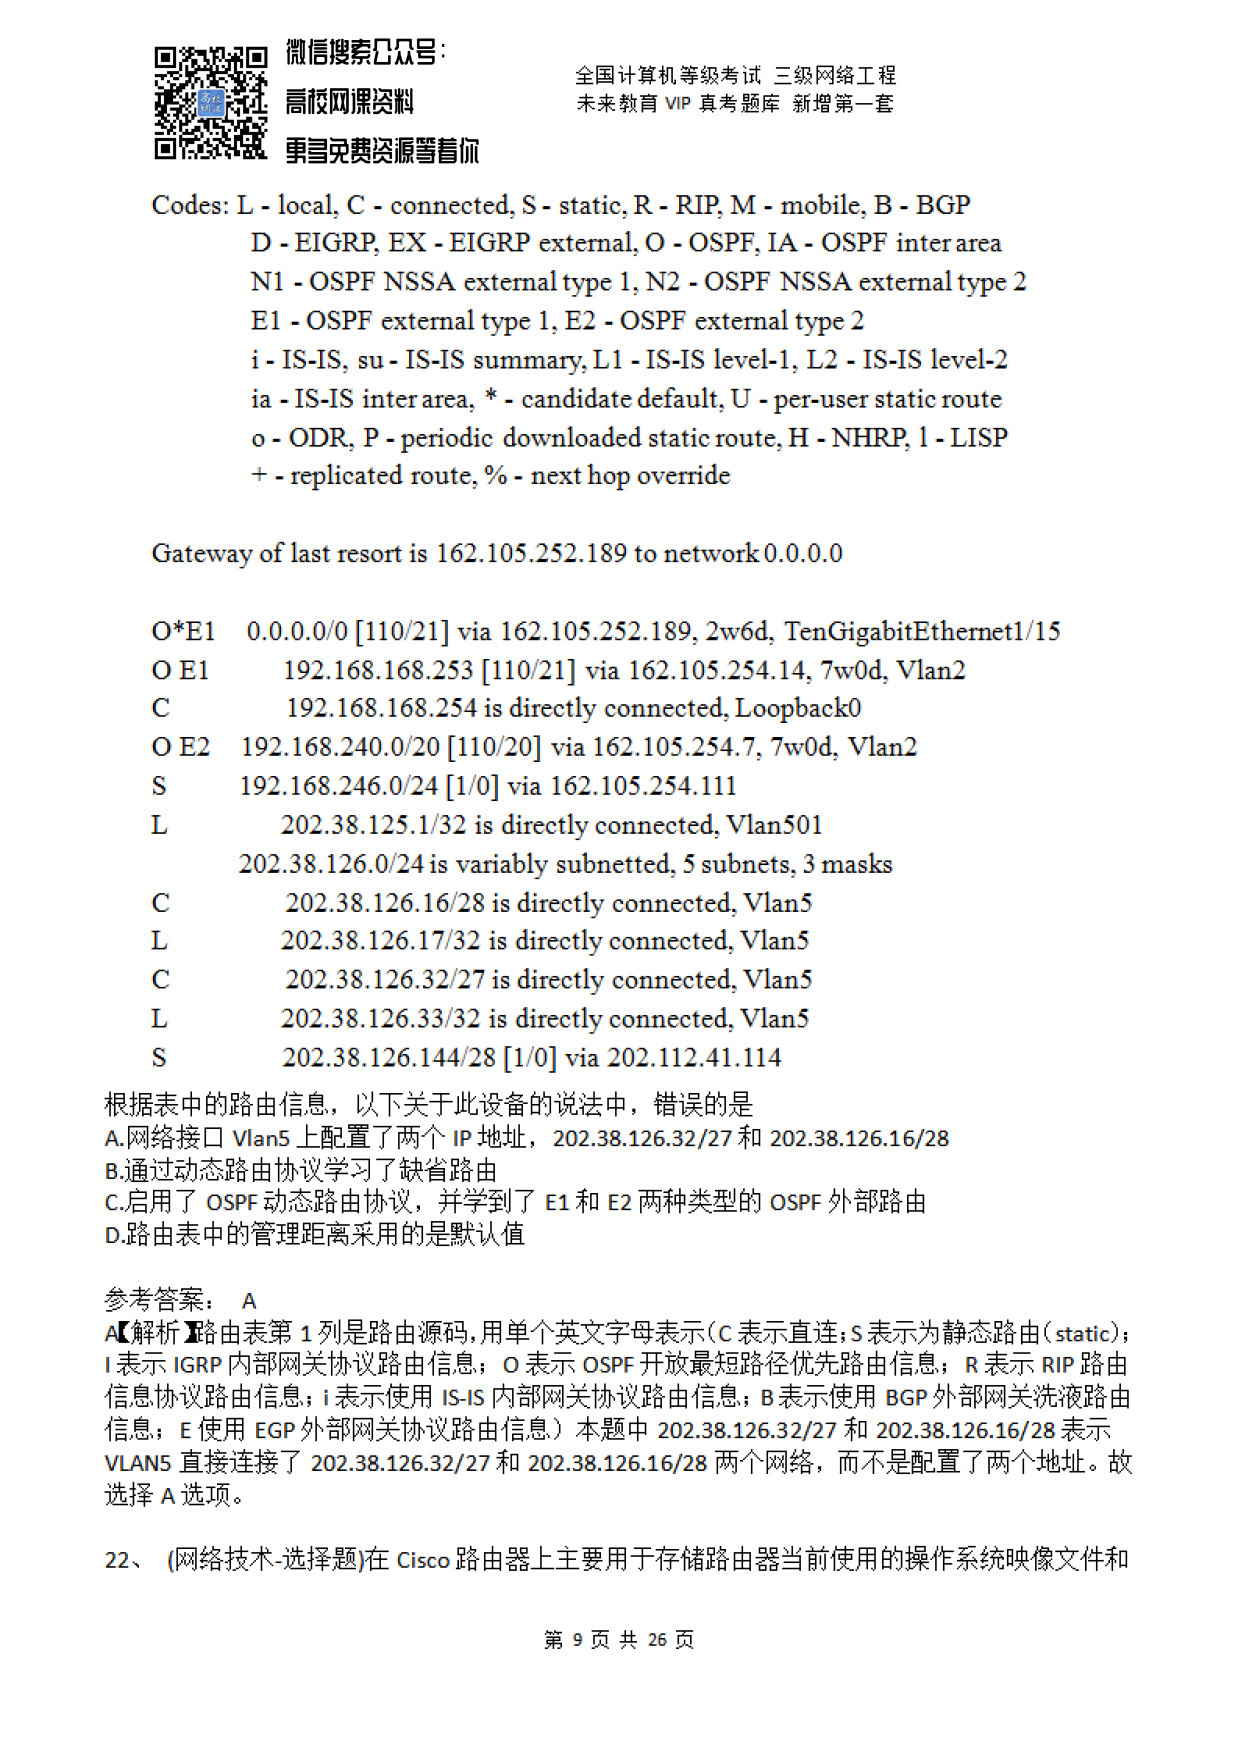 微信搜索公众号：
高校网课资料
更多免费资源等着你
全国计算机等级考试 三级网络工程
未来教育 VIP 真考题库 新增第一套
Codes: L - local, C - connected, S - static, R - RIP, M - mobile, B - BGP
D - EIGRP, EX - EIGRP external, O - OSPF, IA - OSPF inter area
N1 - OSPF NSSA external type 1, N2 - OSPF NSSA external type 2
E1 - OSPF external type 1, E2 - OSPF external type 2
i - IS-IS, su - IS-IS summary, L1 - IS-IS level-1, L2 - IS-IS level-2
ia - IS-IS inter area, * - candidate default, U - per-user static route
o - ODR, P - periodic downloaded static route, H - NHRP, l - LISP
+ - replicated route, % - next hop override
Gateway of last resort is 162.105.252.189 to network 0.0.0.0
O*E1 0.0.0.0/0 [110/21] via 162.105.252.189, 2w6d, TenGigabitEthernet1/15
O E1 192.168.168.253 [110/21] via 162.105.254.14, 7w0d, Vlan2
C 192.168.168.254 is directly connected, Loopback0
O E2 192.168.240.0/20 [110/20] via 162.105.254.7, 7w0d, Vlan2
S 192.168.246.0/24 [1/0] via 162.105.254.111
L 202.38.125.1/32 is directly connected, Vlan501
202.38.126.0/24 is variably subnetted, 5 subnets, 3 masks
C 202.38.126.16/28 is directly connected, Vlan5
L 202.38.126.17/32 is directly connected, Vlan5
C 202.38.126.32/27 is directly connected, Vlan5
L 202.38.126.33/32 is directly connected, Vlan5
S 202.38.126.144/28 [1/0] via 202.112.41.114
根据表中的路由信息，以下关于此设备的说法中，错误的是
A.网络接口 Vlan5 上配置了两个 IP 地址，202.38.126.32/27 和 202.38.126.16/28
B.通过动态路由协议学习了缺省路由
C.启用了 OSPF 动态路由协议，并学到了 E1 和 E2 两种类型的 OSPF 外部路由
D.路由表中的管理距离采用的是默认值
参考答案： A
A【解析】路由表第 1 列是路由源码，用单个英文字母表示（C 表示直连；S 表示为静态路由（static）；
I 表示 IGRP 内部网关协议路由信息；O 表示 OSPF 开放最短路径优先路由信息；R 表示 RIP 路由
信息协议路由信息；i 表示使用 IS-IS 内部网关协议路由信息；B 表示使用 BGP 外部网关洗液路由
信息；E 使用 EGP 外部网关协议路由信息）本题中 202.38.126.32/27 和 202.38.126.16/28 表示
VLAN5 直接连接了 202.38.126.32/27 和 202.38.126.16/28 两个网络，而不是配置了两个地址。故
选择 A 选项。
22、 (网络技术-选择题)在 Cisco 路由器上主要用于存储路由器当前使用的操作系统映像文件和
第 9 页 共 26 页